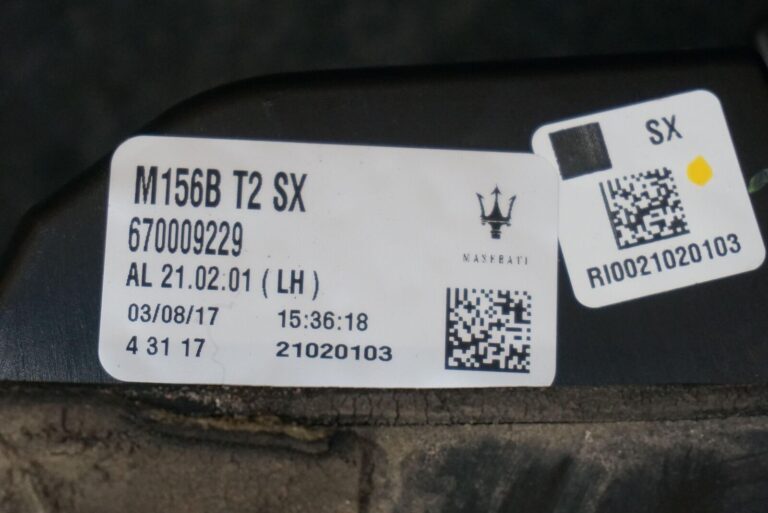 M156B T2 SX
670009229
AL 21.02.01 ( LH )
03/08/17 15:36:18
4 31 17 21020103
MASERATI
SX
RI0021020103